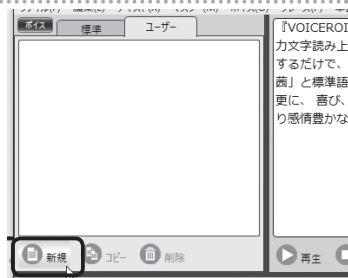 ボイス 標準 ユーザー
『VOICEROI
力文字読み上
するだけで、
茜」と標準語
更に、 喜び、
り感情豊かな
新規 コピー 削除
再生